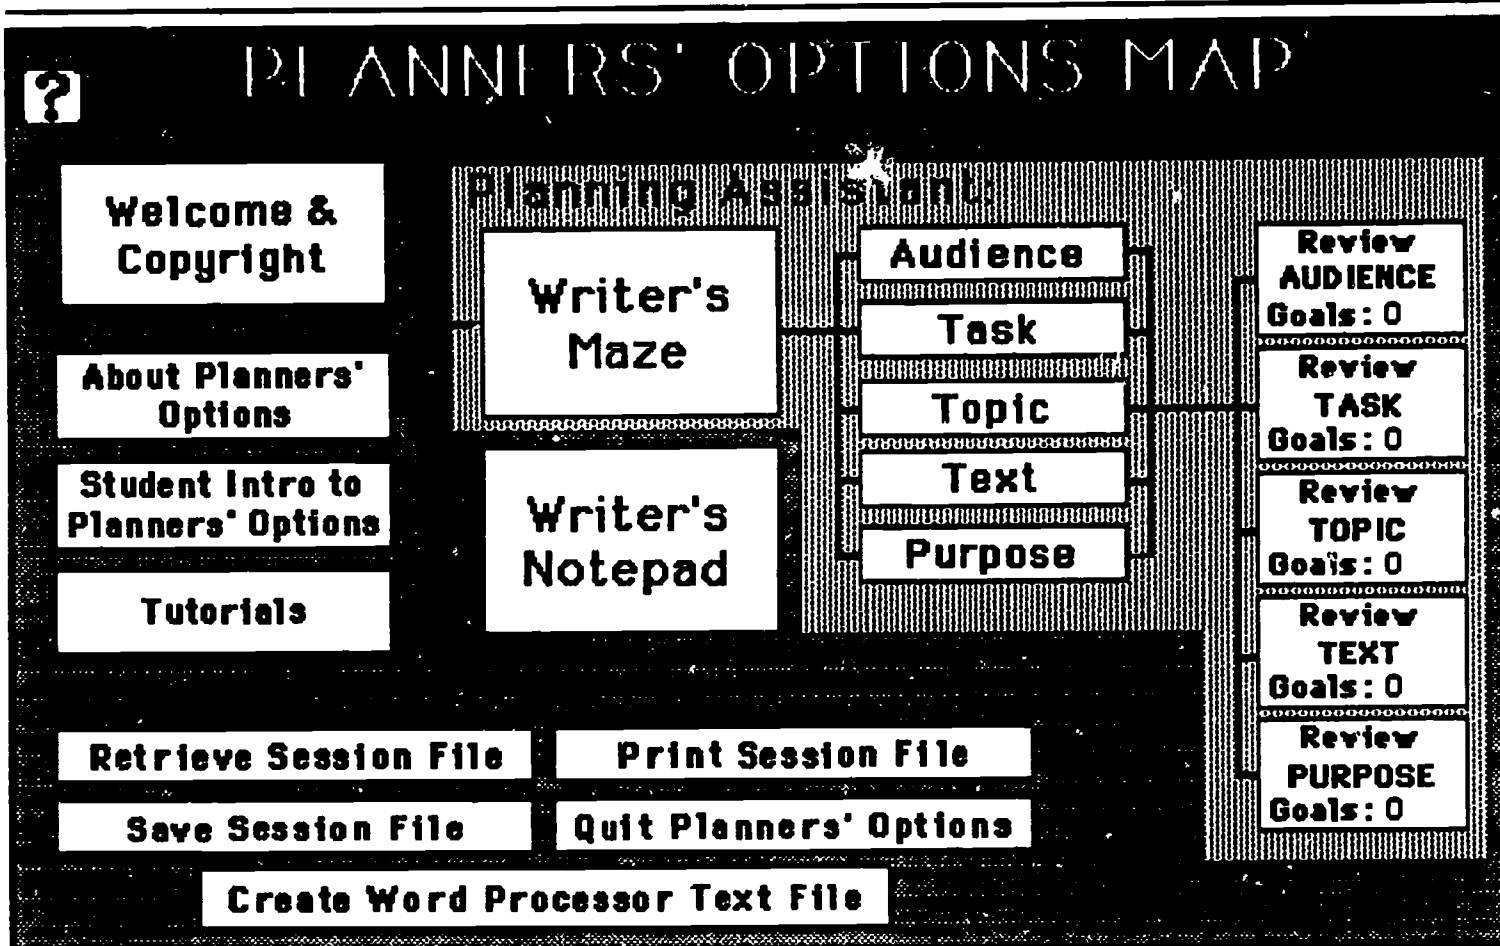 PLANNERS' OPTIONS MAP
?
Welcome &
Copyright
About Planners'
Options
Student Intro to
Planners' Options
Tutorials
Planning Assistant:
Writer's
Maze
Writer's
Notepad
Audience
Task
Topic
Text
Purpose
Review
AUDIENCE
Goals: 0
Review
TASK
Goals: 0
Review
TOPIC
Goals: 0
Review
TEXT
Goals: 0
Review
PURPOSE
Goals: 0
Retrieve Session File
Print Session File
Save Session File
Quit Planners' Options
Create Word Processor Text File